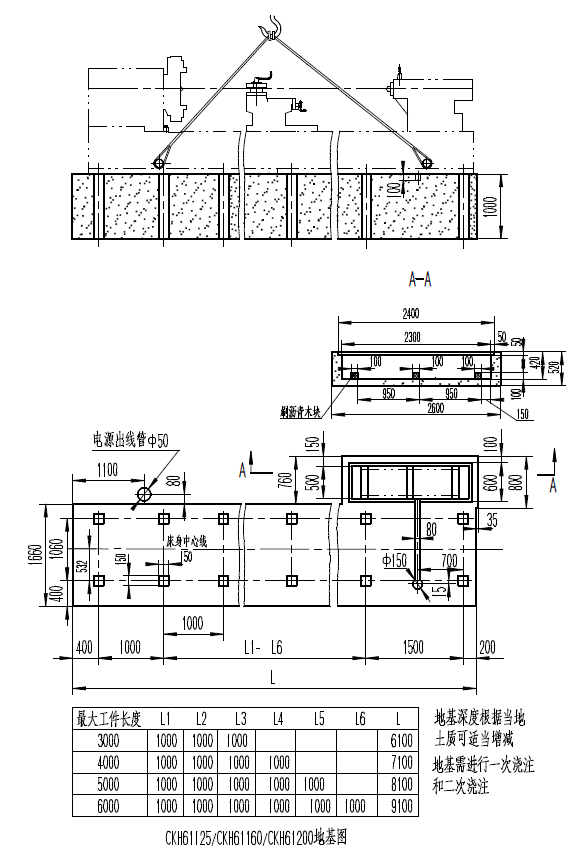 100
1000
A-A
2400
2300
50
50
420
520
100
100
100
950
950
100
刷沥青木块
2600
150
电源出线管Φ50
1100
80
A
150
760
500
100
600
800
A
35
1660
1060
532
400
150
床身中心线
150
80
Φ150
700
15
1000
400
1000
L1- L6
1500
200
L
最大工件长度 L1 L2 L3 L4 L5 L6 L
3000 1000 1000 1000 6100
4000 1000 1000 1000 1000 7100
5000 1000 1000 1000 1000 1000 8100
6000 1000 1000 1000 1000 1000 1000 9100
地基深度根据当地
土质可适当增减
地基需进行一次浇注
和二次浇注
CKH61125/CKH61160/CKH61200地基图